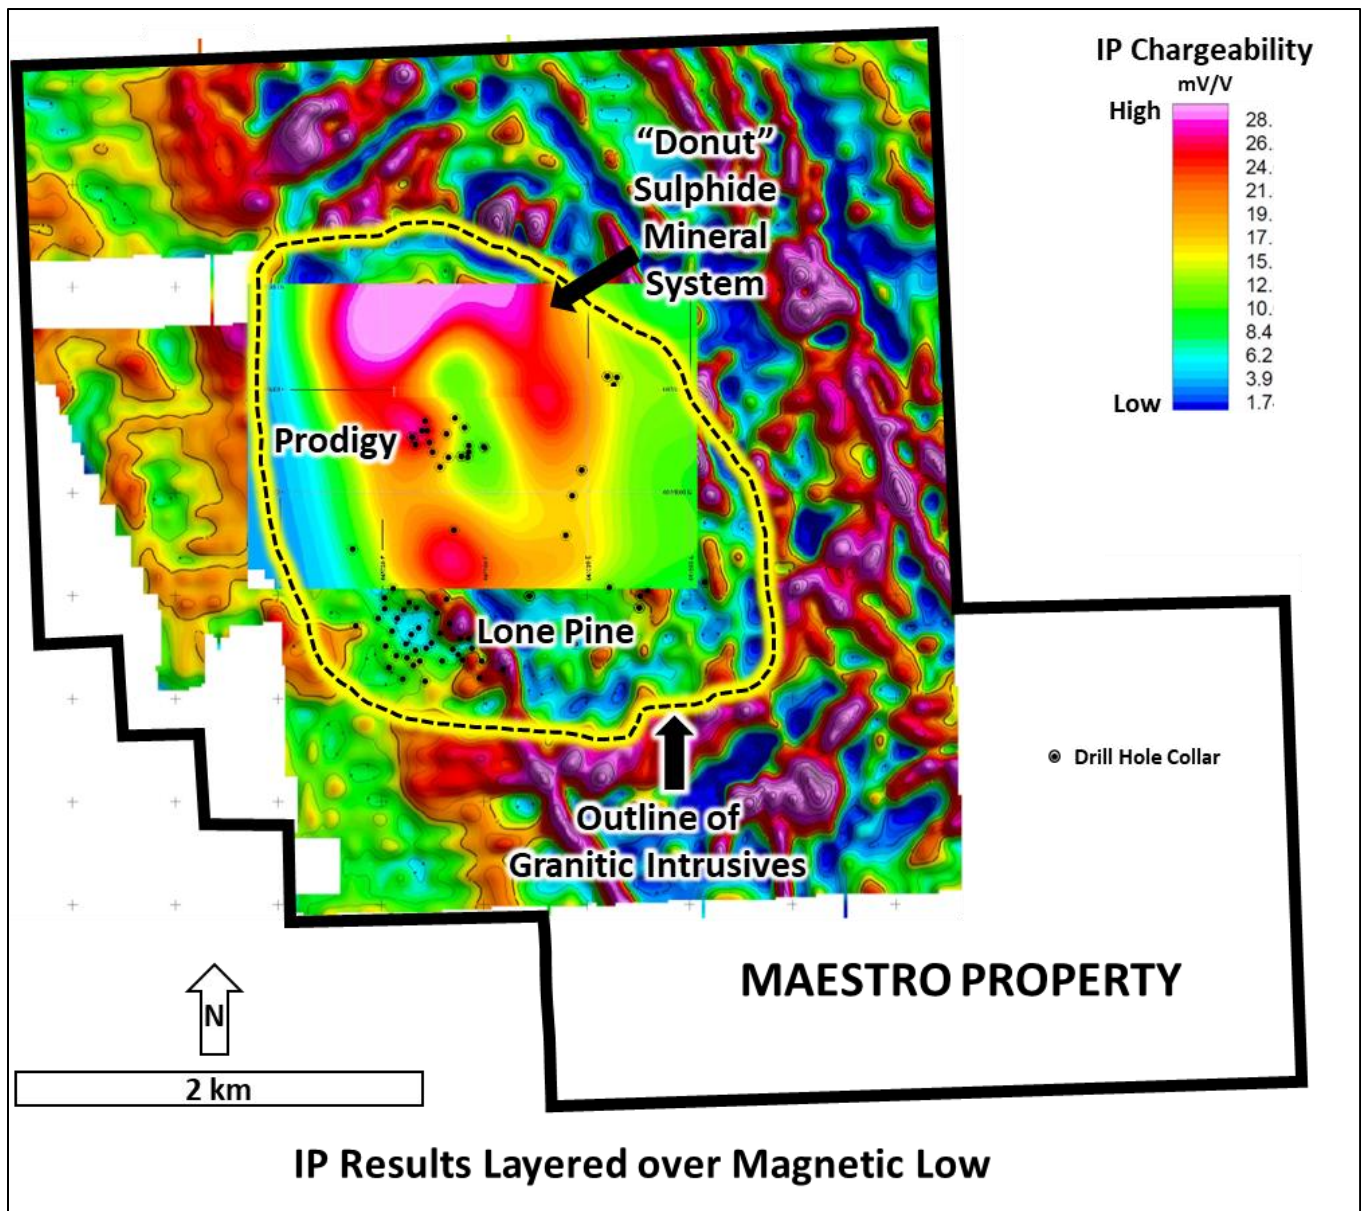 IP Chargeability
mV/V
High
28.
26.
24.
21.
19.
17.
15.
12.
10.
8.4
6.2
3.9
1.7
Low
“Donut”
Sulphide
Mineral
System
Prodigy
Lone Pine
Drill Hole Collar
Outline of
Granitic Intrusives
MAESTRO PROPERTY
N
2 km
IP Results Layered over Magnetic Low